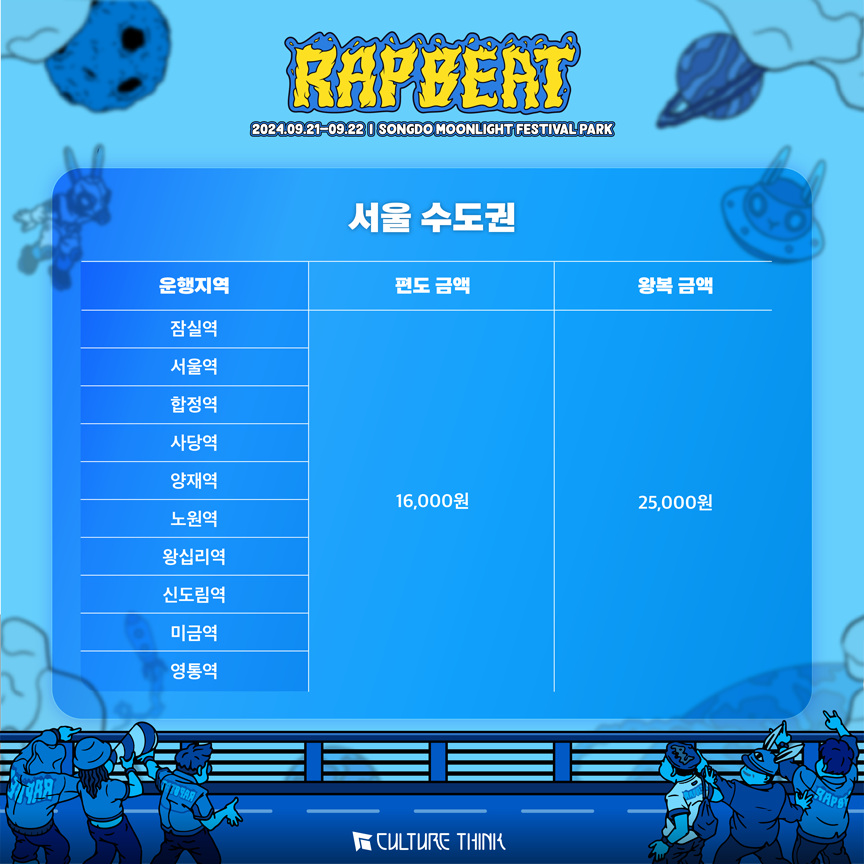 RAPBEAT
2024.09.21-09.22 | SONGDO MOONLIGHT FESTIVAL PARK
서울 수도권
운행지역 편도 금액 왕복 금액
잠실역
서울역
합정역
사당역
양재역
16,000원 25,000원
노원역
왕십리역
신도림역
미금역
영통역
CULTURE THINK